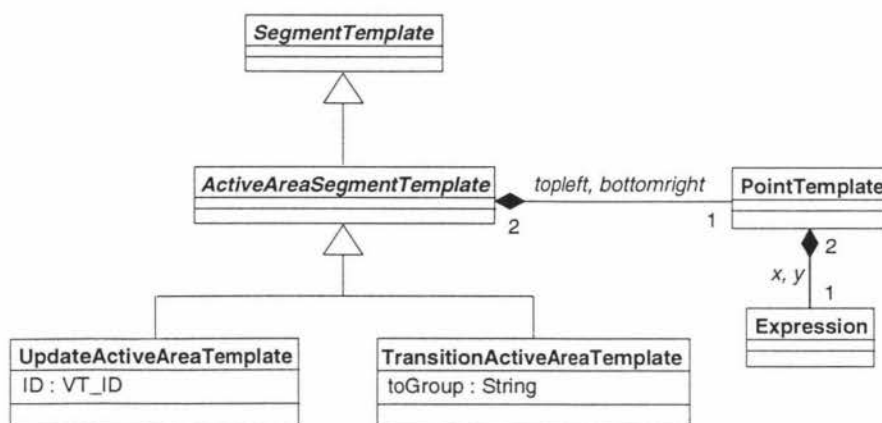 SegmentTemplate
ActiveAreaSegmentTemplate
topleft, bottomright
PointTemplate
2
1
2
x, y
1
Expression
UpdateActiveAreaTemplate
ID : VT_ID
TransitionActiveAreaTemplate
toGroup : String